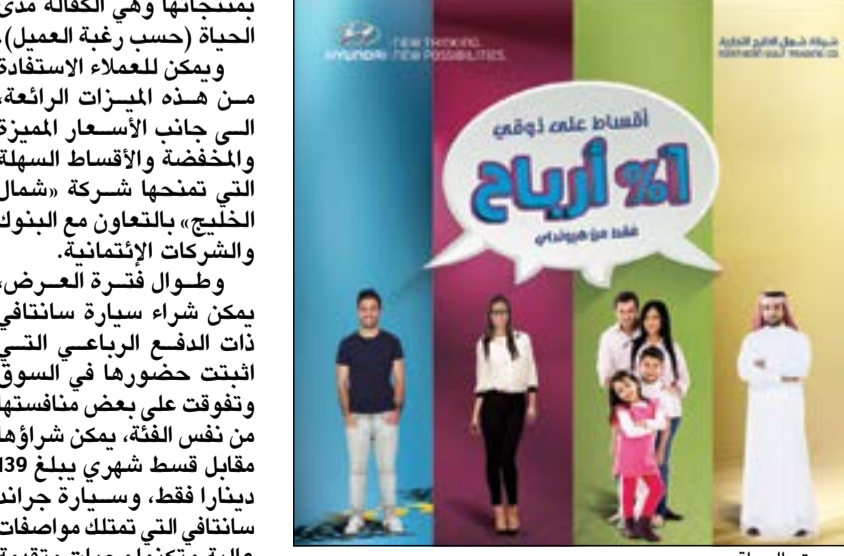 بمنتجاتها وهي الكفالة مدى
الحياة (حسب رغبة العميل).
ويمكن للعملاء الاستفادة
من هذه الميزات الرائعة،
الى جانب الأسعار المميزة
والمخفضة والأقساط السهلة
التي تمنحها شركة «شمال
الخليج» بالتعاون مع البنوك
والشركات الإئتمانية.
وطوال فترة العرض،
يمكن شراء سيارة سانتافي
ذات الدفع الرباعي التي
اثبتت حضورها في السوق
وتفوقت على بعض منافستها
من نفس الفئة، يمكن شراؤها
مقابل قسط شهري يبلغ 139
دينارا فقط، وسيارة جراند
سانتافي التي تمتلك مواصفات
HYUNDAI
NEW THINKING.
NEW POSSIBILITIES.
شركة شمال الخليج التجارية
NORTHERN GULF TRADING CO.
أقساط على ذوقي
1% أرباح
فقط من هيونداي